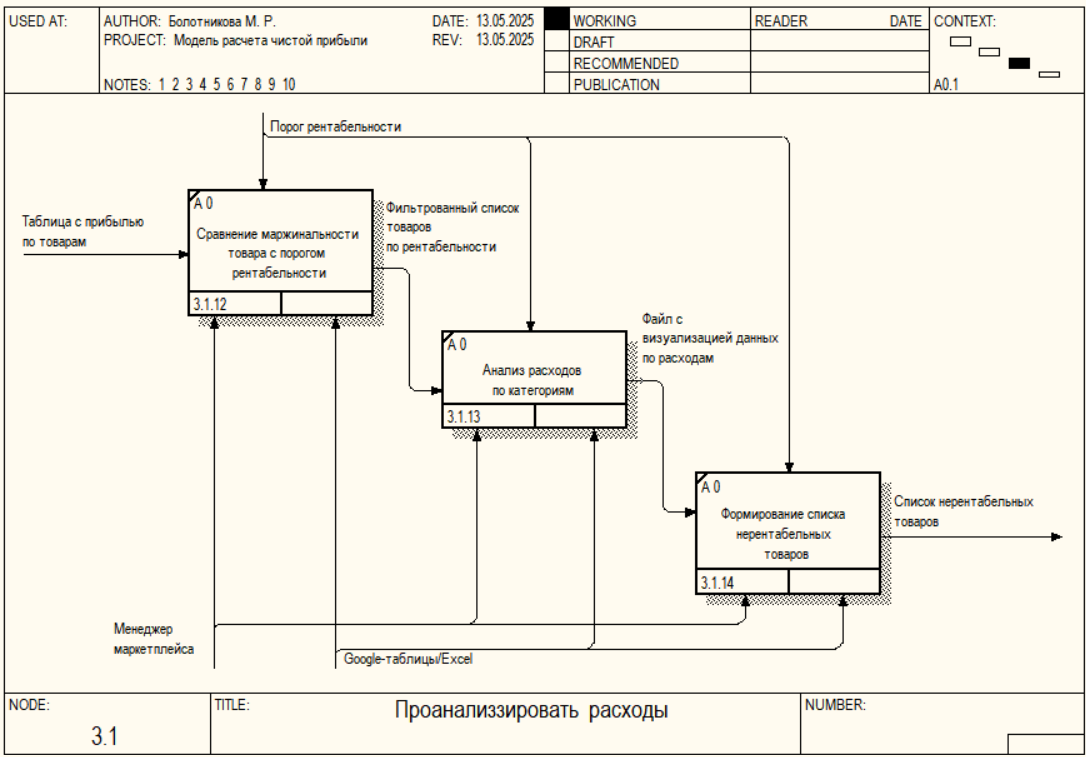 USED AT:
AUTHOR: Болотникова М. Р.
DATE: 13.05.2025
PROJECT: Модель расчета чистой прибыли
REV: 13.05.2025
NOTES: 1 2 3 4 5 6 7 8 9 10
WORKING
DRAFT
RECOMMENDED
PUBLICATION
READER DATE
CONTEXT:
A0.1
Порог рентабельности
Таблица с прибылью
по товарам
A 0
Сравнение маржинальности
товара с порогом
рентабельности
3.1.12
Фильтрованный список
товаров
по рентабельности
A 0
Анализ расходов
по категориям
3.1.13
Файл с
визуализацией данных
по расходам
A 0
Формирование списка
нерентабельных
товаров
3.1.14
Список нерентабельных
товаров
Менеджер
маркетплейса
Google-таблицы/Excel
NODE:
3.1
TITLE:
Проанализзировать расходы
NUMBER: